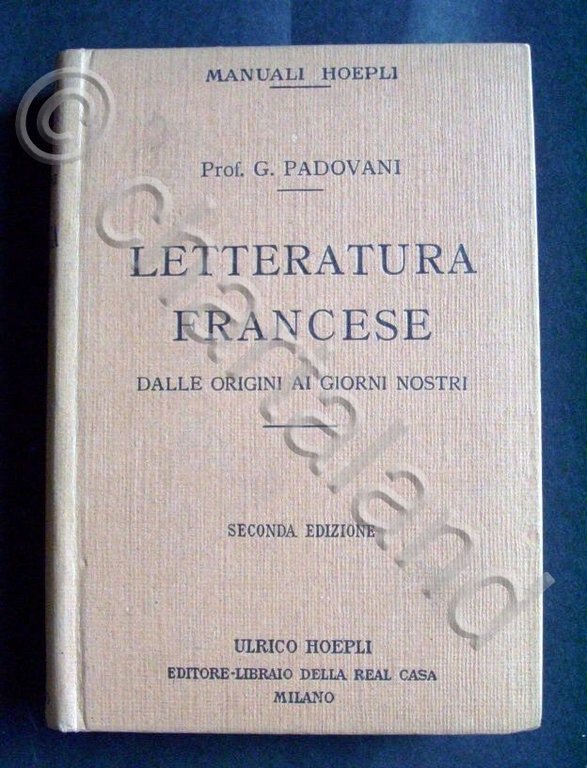 MANUALI HOEPLI
Prof. G. PADOVANI
LETTERATURA
FRANCESE
DALLE ORIGINI AI GIORNI NOSTRI
SECONDA EDIZIONE
ULRICO HOEPLI
EDITORE-LIBRAIO DELLA REAL CASA
MILANO
© chartaland